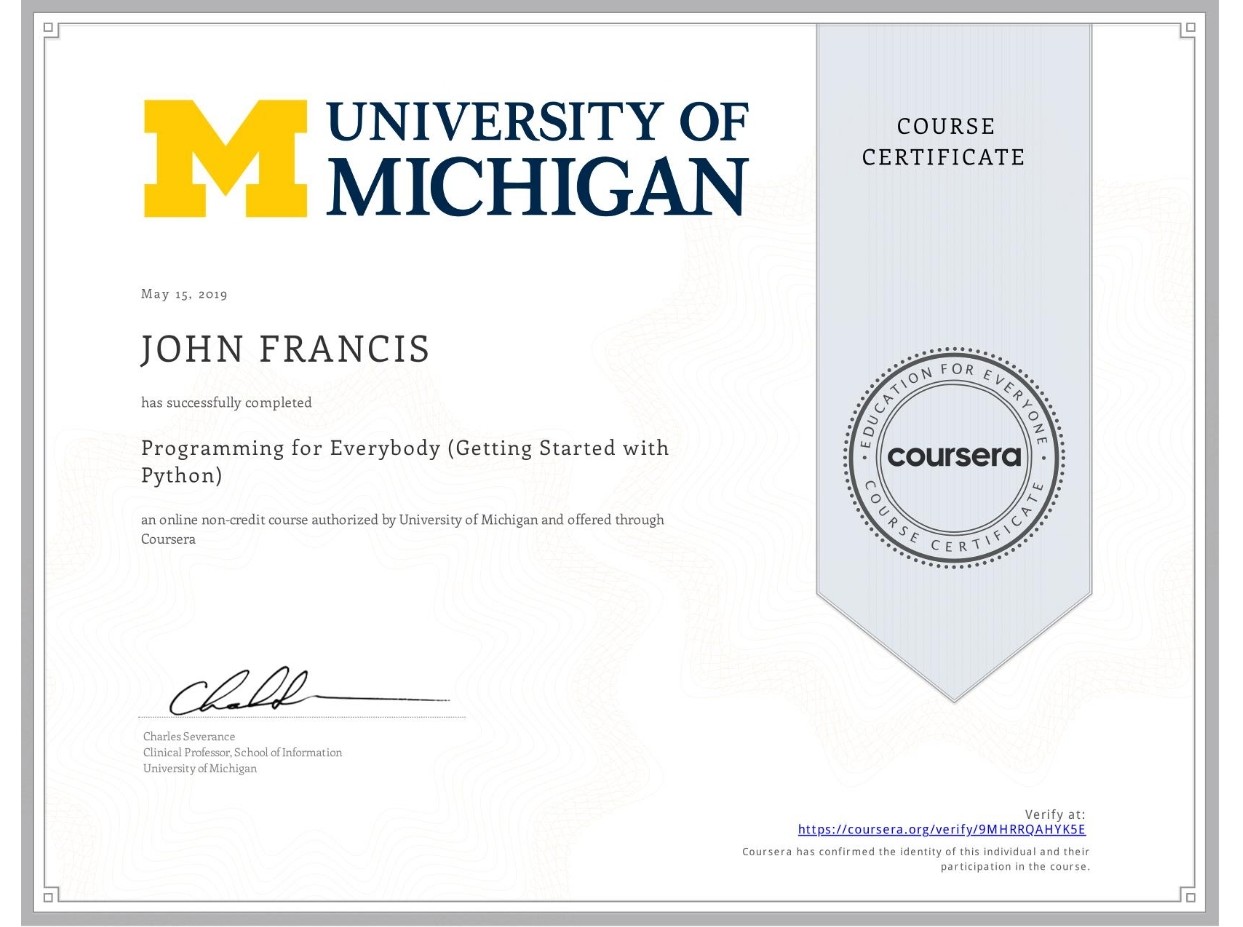 UNIVERSITY OF
MICHIGAN
COURSE
CERTIFICATE
May 15, 2019
JOHN FRANCIS
has successfully completed
Programming for Everybody (Getting Started with
Python)
an online non-credit course authorized by University of Michigan and offered through
Coursera
EDUCATION FOR EVERYONE
coursera
COURSE CERTIFICATE
Charles Severance
Clinical Professor, School of Information
University of Michigan
Verify at:
https://coursera.org/verify/9MHRRQAHYK5E
Coursera has confirmed the identity of this individual and their
participation in the course.